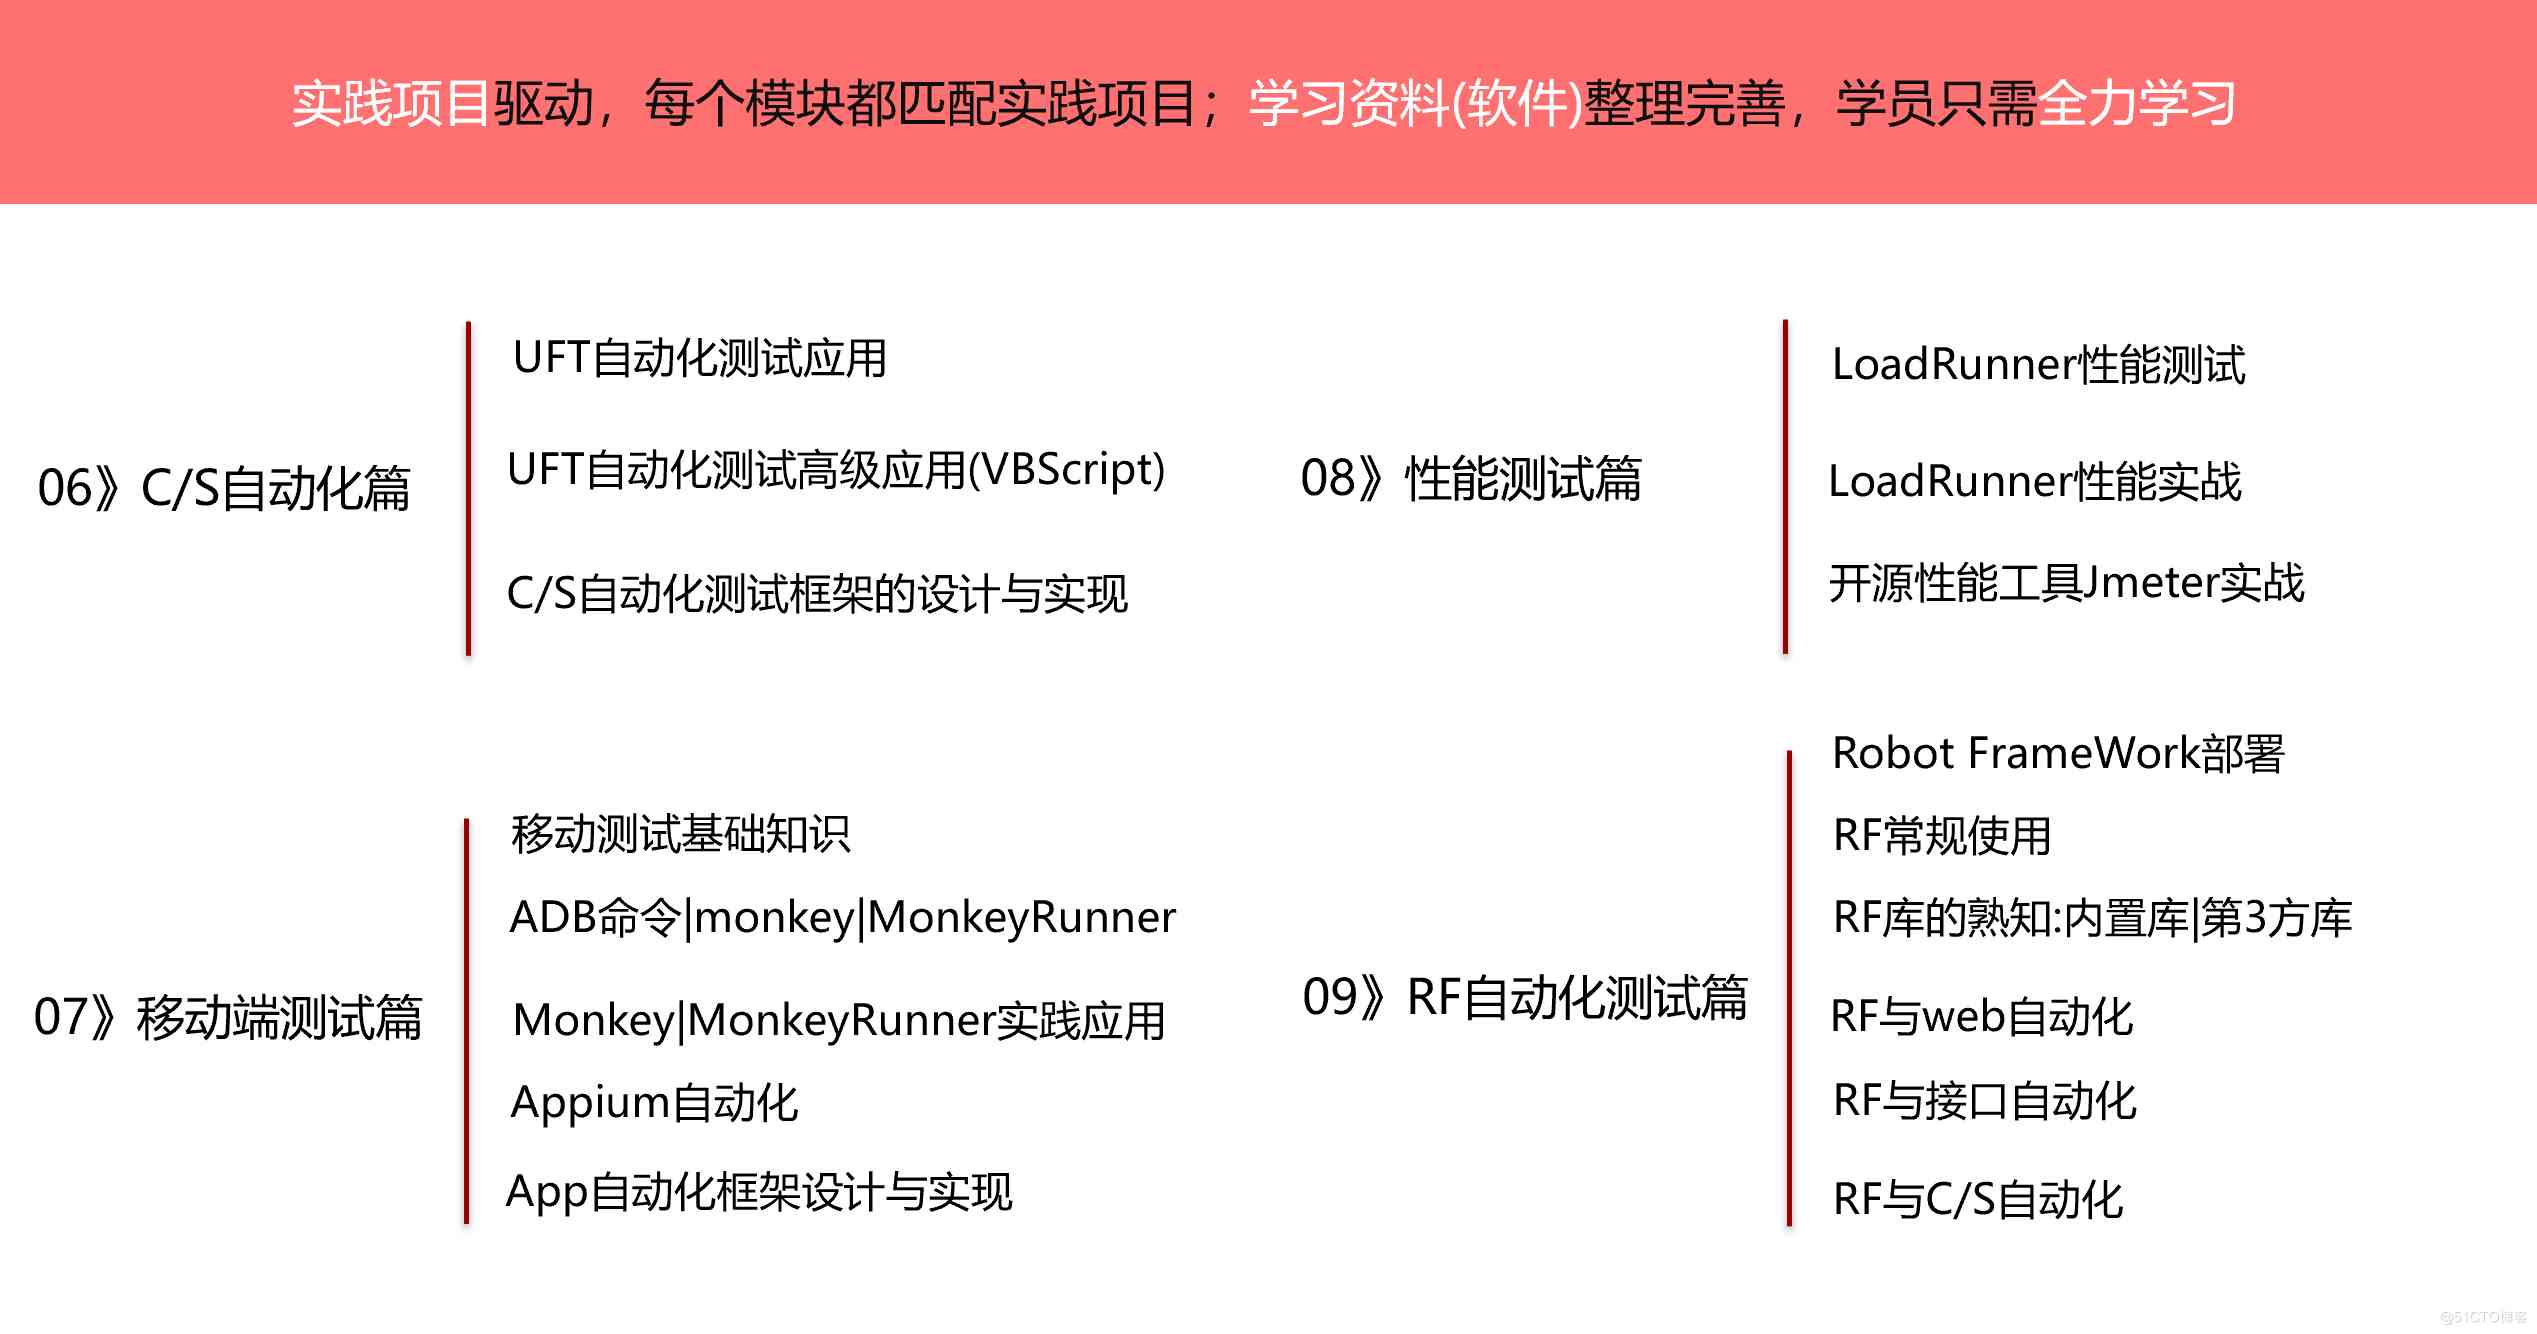 实践项目驱动，每个模块都匹配实践项目；学习资料(软件)整理完善，学员只需全力学习
06》C/S自动化篇
UFT自动化测试应用
UFT自动化测试高级应用(VBScript)
C/S自动化测试框架的设计与实现
08》性能测试篇
LoadRunner性能测试
LoadRunner性能实战
开源性能工具Jmeter实战
07》移动端测试篇
移动测试基础知识
ADB命令|monkey|MonkeyRunner
Monkey|MonkeyRunner实践应用
Appium自动化
App自动化框架设计与实现
09》RF自动化测试篇
Robot FrameWork部署
RF常规使用
RF库的熟知:内置库|第3方库
RF与web自动化
RF与接口自动化
RF与C/S自动化
@51CTO博客